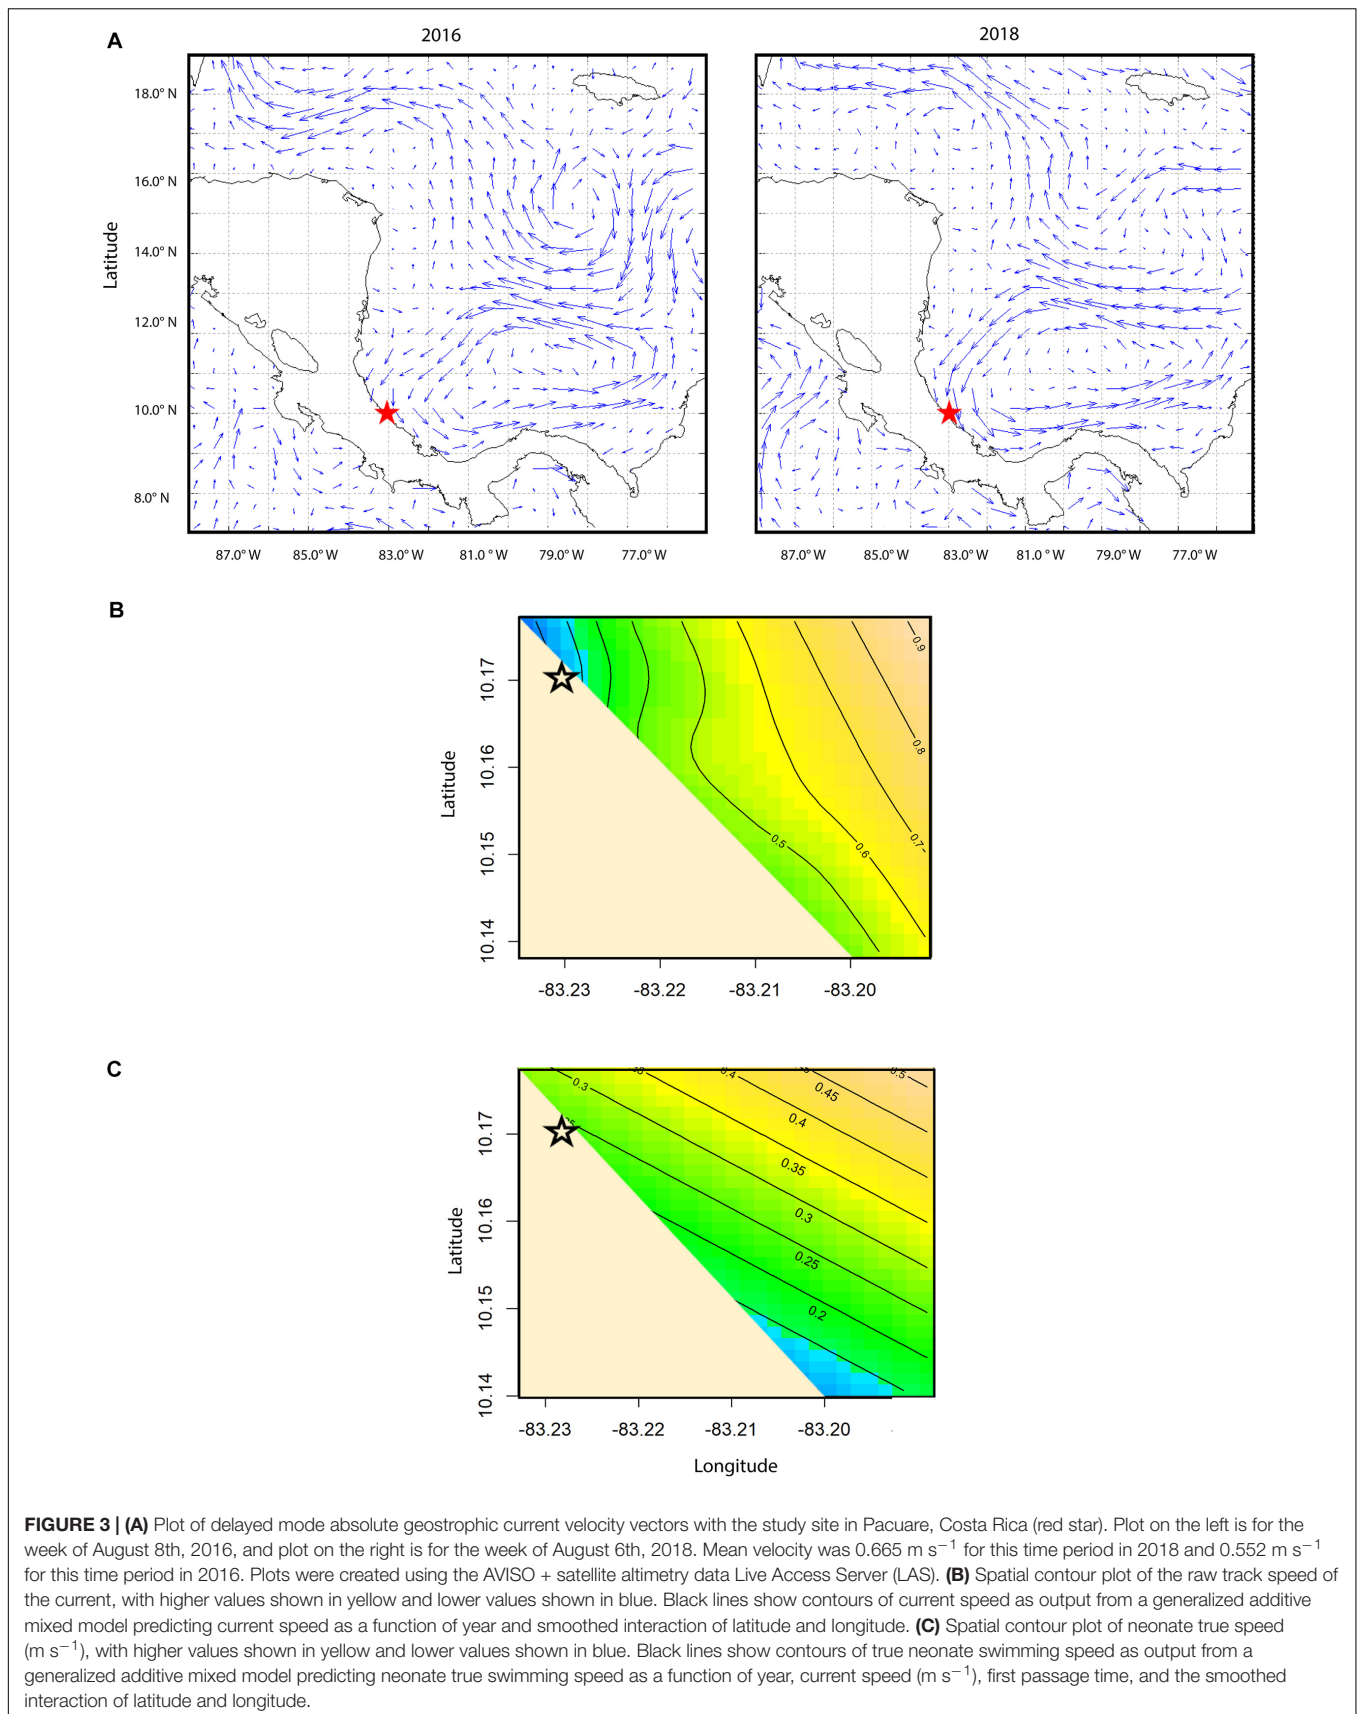 A
2016
2018
18.0° N
16.0° N
14.0° N
12.0° N
10.0° N
8.0° N
Latitude
87.0°W 85.0°W 83.0°W 81.0°W 79.0°W 77.0°W
87.0°W 85.0°W 83.0°W 81.0°W 79.0°W 77.0°W
B
Latitude
10.17
10.16
10.15
10.14
0.9
0.8
0.7
0.6
0.5
-83.23 -83.22 -83.21 -83.20
C
Latitude
10.17
10.16
10.15
10.14
0.3
0.4
0.5
0.45
0.4
0.35
0.3
0.25
0.2
-83.23 -83.22 -83.21 -83.20
Longitude
FIGURE 3 | (A) Plot of delayed mode absolute geostrophic current velocity vectors with the study site in Pacuare, Costa Rica (red star). Plot on the left is for the
week of August 8th, 2016, and plot on the right is for the week of August 6th, 2018. Mean velocity was 0.665 m s−1 for this time period in 2018 and 0.552 m s−1
for this time period in 2016. Plots were created using the AVISO + satellite altimetry data Live Access Server (LAS). (B) Spatial contour plot of the raw track speed of
the current, with higher values shown in yellow and lower values shown in blue. Black lines show contours of current speed as output from a generalized additive
mixed model predicting current speed as a function of year and smoothed interaction of latitude and longitude. (C) Spatial contour plot of neonate true speed
(m s−1), with higher values shown in yellow and lower values shown in blue. Black lines show contours of true neonate swimming speed as output from a
generalized additive mixed model predicting neonate true swimming speed as a function of year, current speed (m s−1), first passage time, and the smoothed
interaction of latitude and longitude.